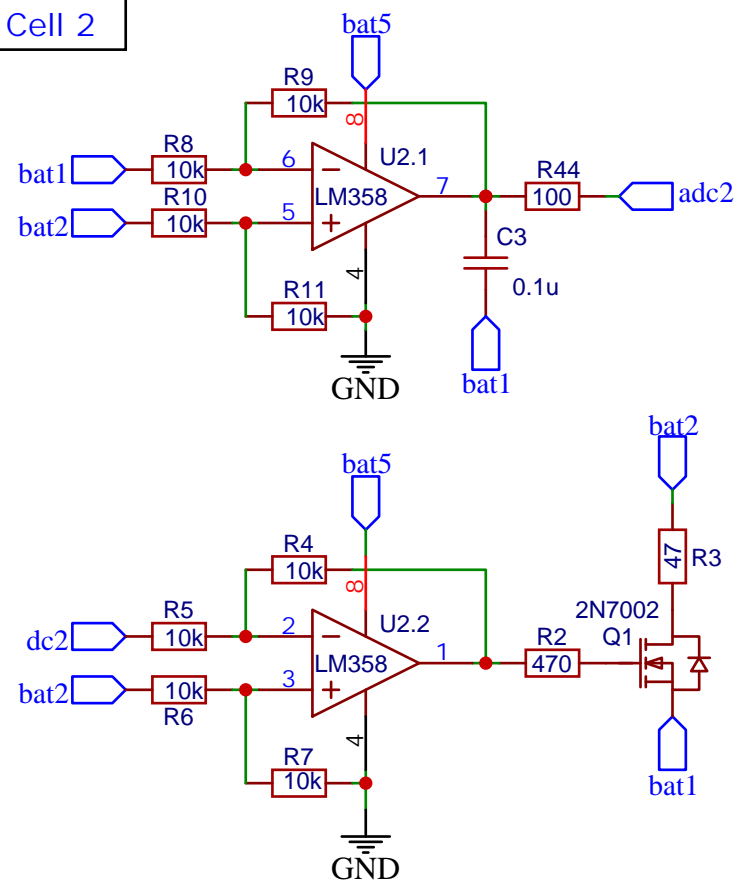 Cell 2
bat5
R9
10k
8
R8
bat1
10k
6
U2.1
R10
LM358
7
R44
100
adc2
bat2
10k
5
C3
4
0.1u
R11
10k
GND
bat1
bat5
bat2
R4
10k
8
47
R3
R5
dc2
10k
2
U2.2
2N7002
Q1
LM358
1
R2
470
bat2
10k
3
R6
4
R7
10k
bat1
GND